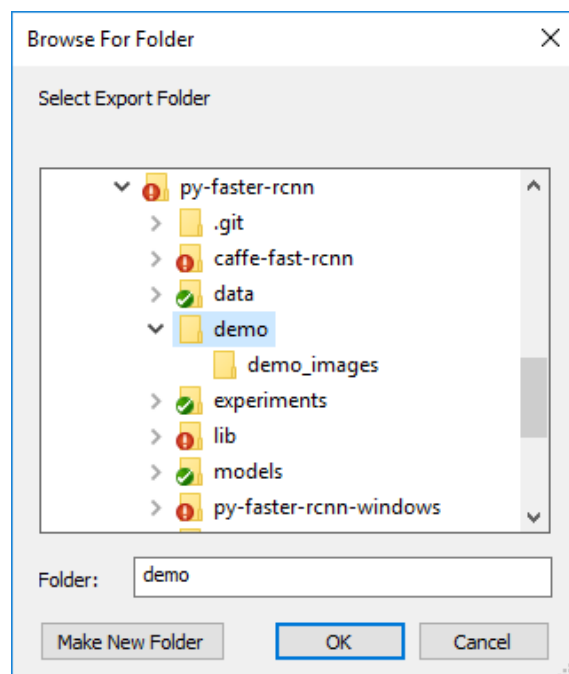 Browse For Folder
Select Export Folder
py-faster-rcnn
.git
caffe-fast-rcnn
data
demo
demo_images
experiments
lib
models
py-faster-rcnn-windows
Folder: demo
Make New Folder OK Cancel